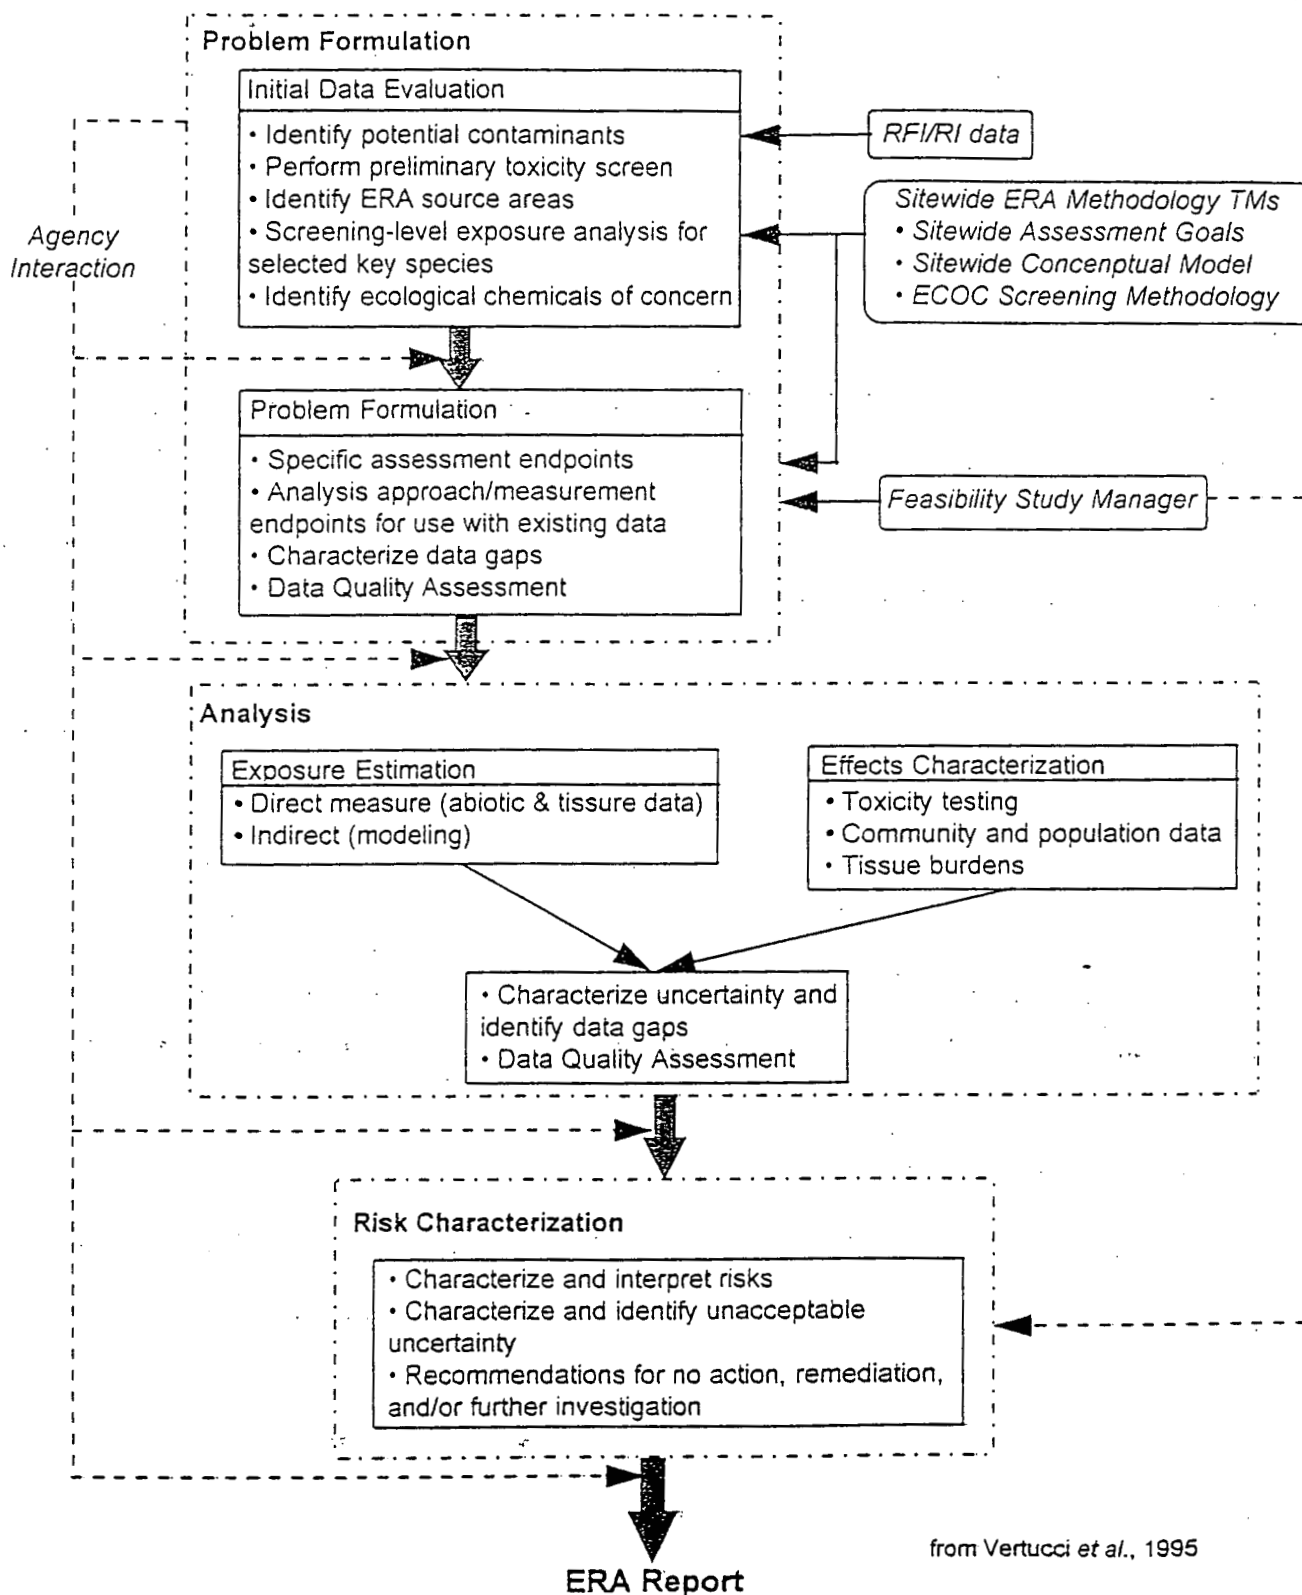 Problem Formulation
Initial Data Evaluation
• Identify potential contaminants
• Perform preliminary toxicity screen
• Identify ERA source areas
• Screening-level exposure analysis for
selected key species
• Identify ecological chemicals of concern
RFI/RI data
Sitewide ERA Methodology TMs
• Sitewide Assessment Goals
• Sitewide Concenptual Model
• ECOC Screening Methodology
Agency
Interaction
Problem Formulation
• Specific assessment endpoints
• Analysis approach/measurement
endpoints for use with existing data
• Characterize data gaps
• Data Quality Assessment
Feasibility Study Manager
Analysis
Exposure Estimation
• Direct measure (abiotic & tissure data)
• Indirect (modeling)
Effects Characterization
• Toxicity testing
• Community and population data
• Tissue burdens
• Characterize uncertainty and
identify data gaps
• Data Quality Assessment
Risk Characterization
• Characterize and interpret risks
• Characterize and identify unacceptable
uncertainty
• Recommendations for no action, remediation,
and/or further investigation
from Vertucci et al., 1995
ERA Report